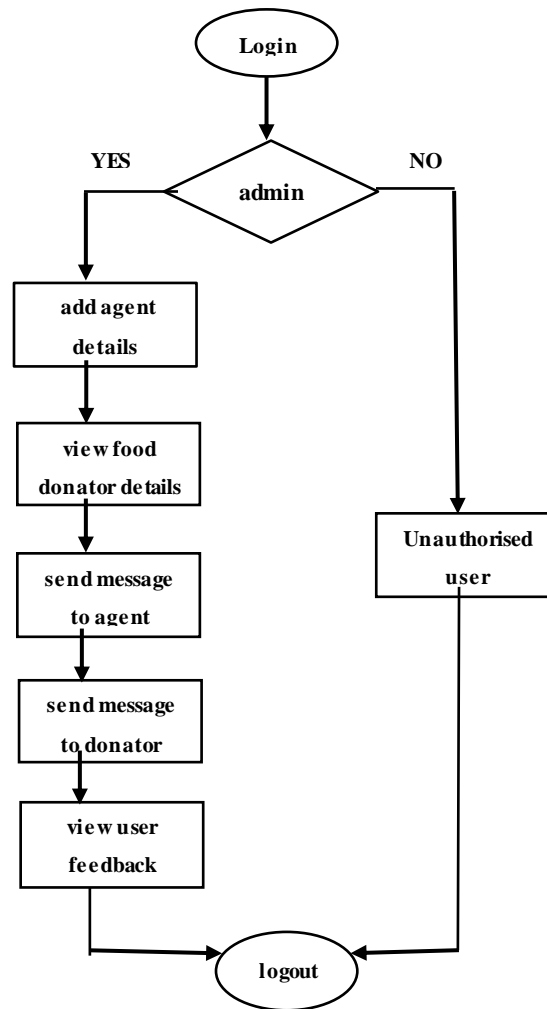 Login
YES
NO
admin
add agent
details
view food
donator details
send message
to agent
send message
to donator
view user
feedback
Unauthorised
user
logout